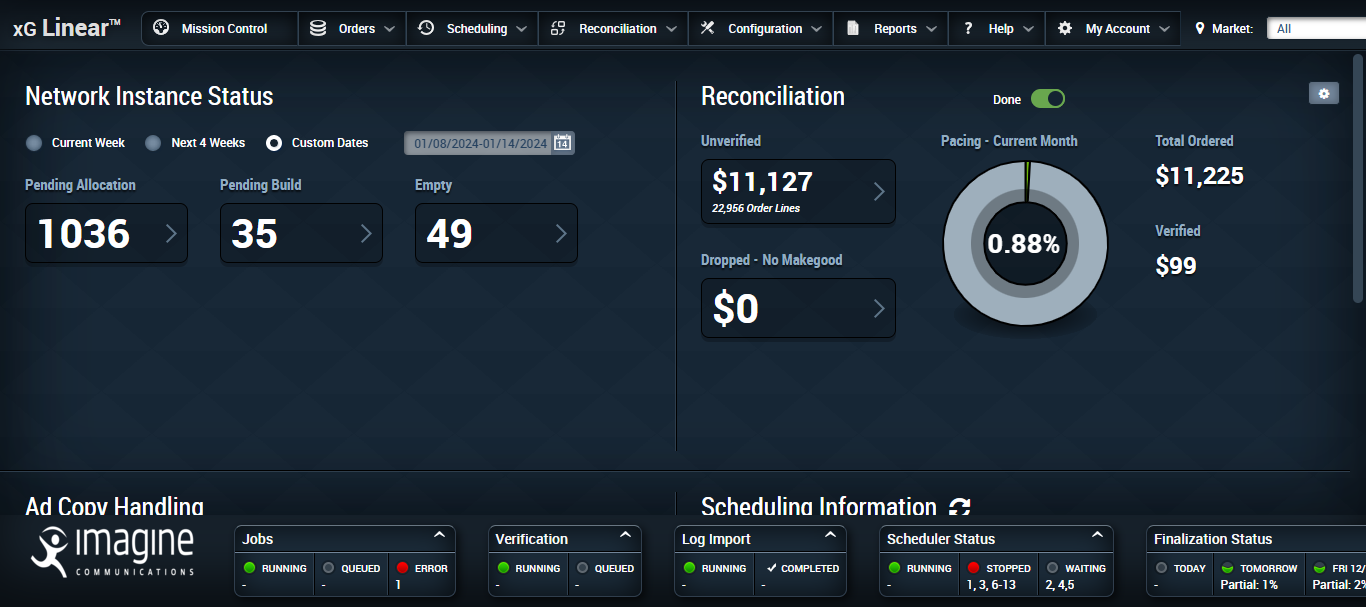 xG Linear™ Mission Control Orders Scheduling Reconciliation Configuration Reports ? Help My Account Market: All
Network Instance Status
Current Week Next 4 Weeks Custom Dates 01/08/2024-01/14/2024 14
Pending Allocation Pending Build Empty
1036 35 49
Reconciliation
Done
Unverified
$11,127
22,956 Order Lines
Dropped - No Makegood
$0
Pacing - Current Month
0.88%
Total Ordered
$11,225
Verified
$99
Ad Copy Handling
Scheduling Information
imagine
COMMUNICATIONS
Jobs
RUNNING QUEUED ERROR
- - 1
Verification
RUNNING QUEUED
- -
Log Import
RUNNING COMPLETED
- -
Scheduler Status
RUNNING STOPPED WAITING
- 1, 3, 6-13 2, 4,5
Finalization Status
TODAY TOMORROW FRI 12/
- Partial: 1% Partial: 2%